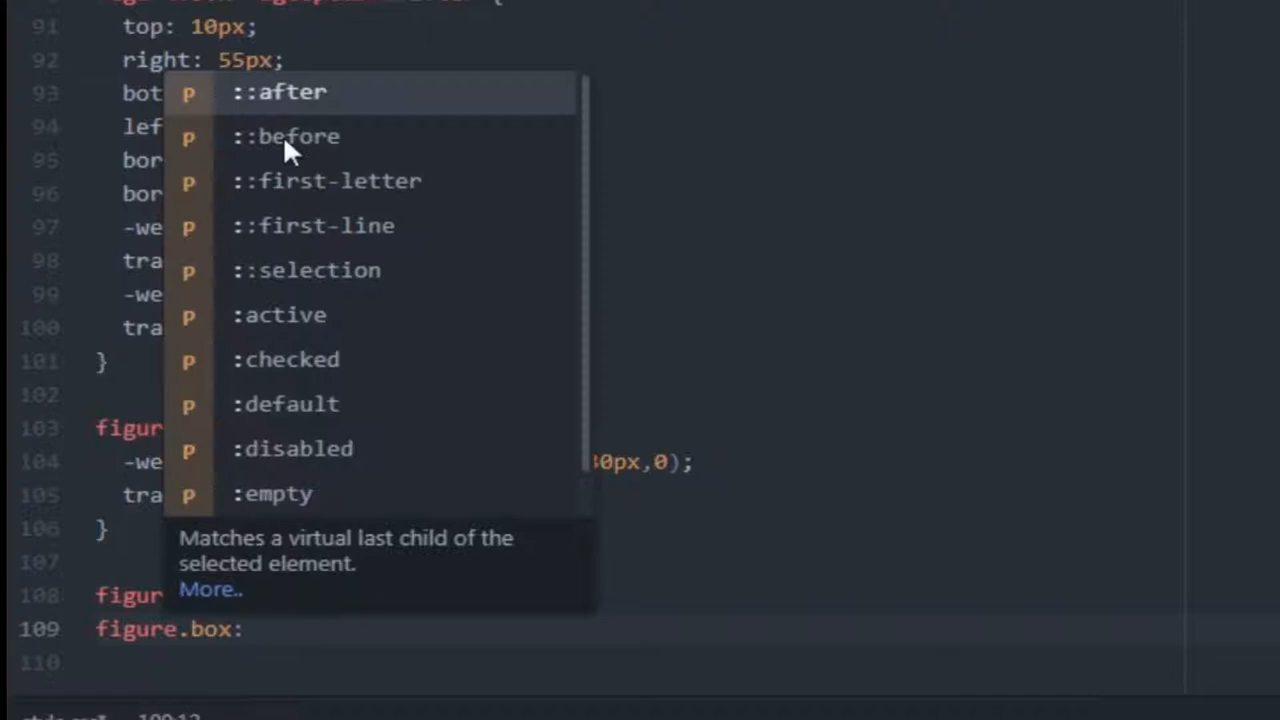 91 top: 10px;
92 right: 55px;
93 bot
94 lef
95 bor
96 bor
97 -we
98 tra
99 -we
100 tra
101 }
102
103 figur
104 -we 30px,0);
105 tra
106 }
107
108 figur
109 figure.box:
110
p ::after
p ::before
p ::first-letter
p ::first-line
p ::selection
p :active
p :checked
p :default
p :disabled
p :empty
Matches a virtual last child of the
selected element.
More..